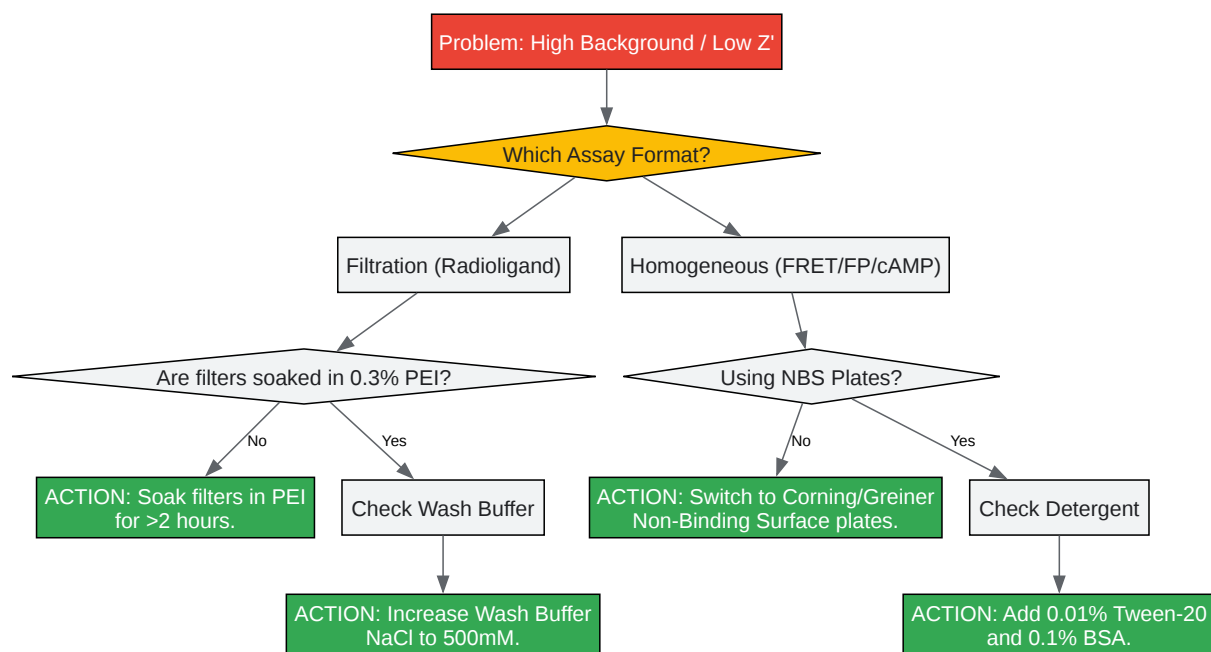 Problem: High Background / Low Z'
Which Assay Format?
Filtration (Radioligand)
Homogeneous (FRET/FP/cAMP)
Are filters soaked in 0.3% PEI?
Using NBS Plates?
No
Yes
No
Yes
ACTION: Soak filters in PEI
for >2 hours.
Check Wash Buffer
ACTION: Switch to Corning/Greiner
Non-Binding Surface plates.
Check Detergent
ACTION: Increase Wash Buffer
NaCl to 500mM.
ACTION: Add 0.01% Tween-20
and 0.1% BSA.